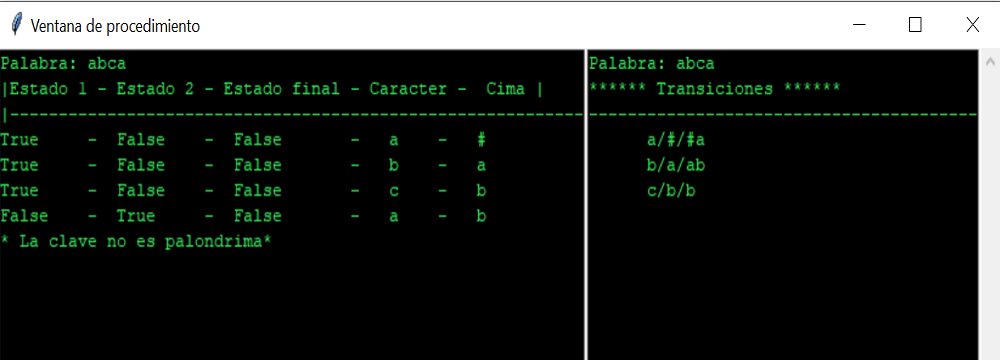 Ventana de procedimiento
Palabra: abca
|Estado 1 - Estado 2 - Estado final - Caracter -  Cima |
|-----------------------------------------------------------
True     -  False    -  False       -   a    -   #
True     -  False    -  False       -   b    -   a
True     -  False    -  False       -   c    -   b
False    -  True     -  False       -   a    -   b
* La clave no es palondrima*
Palabra: abca
****** Transiciones ******
----------------------------------------
a/#/#a
b/a/ab
c/b/b